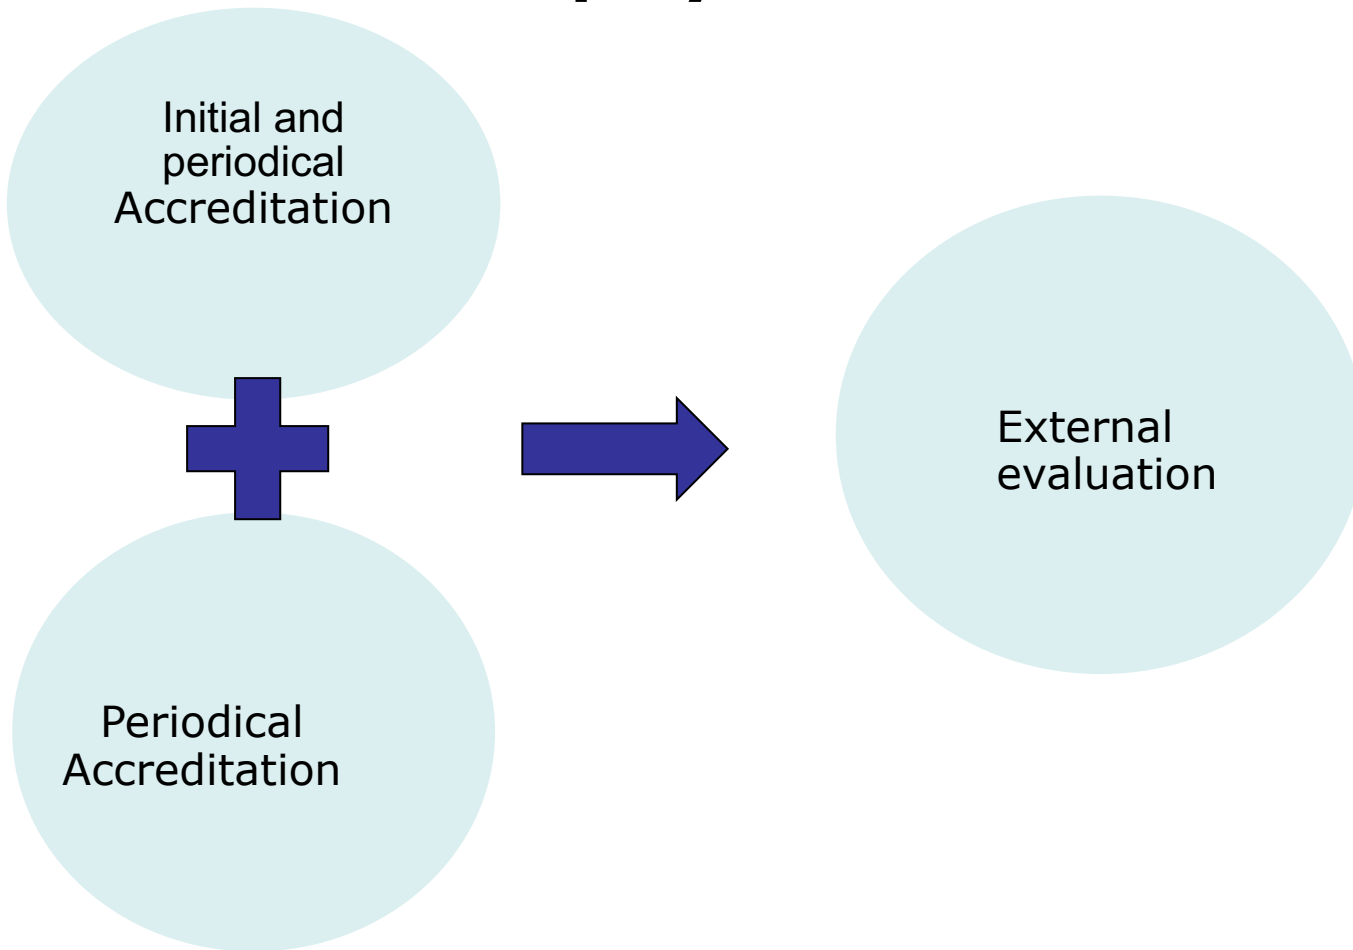 Initial and
periodical
Accreditation
External
evaluation
Periodical
Accreditation